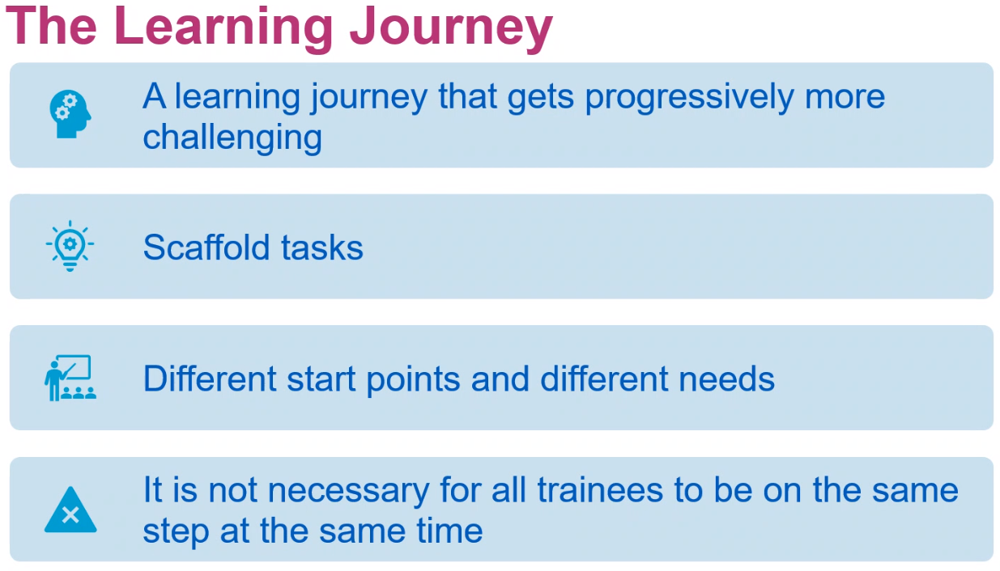 The Learning Journey
A learning journey that gets progressively more
challenging
Scaffold tasks
Different start points and different needs
It is not necessary for all trainees to be on the same
step at the same time